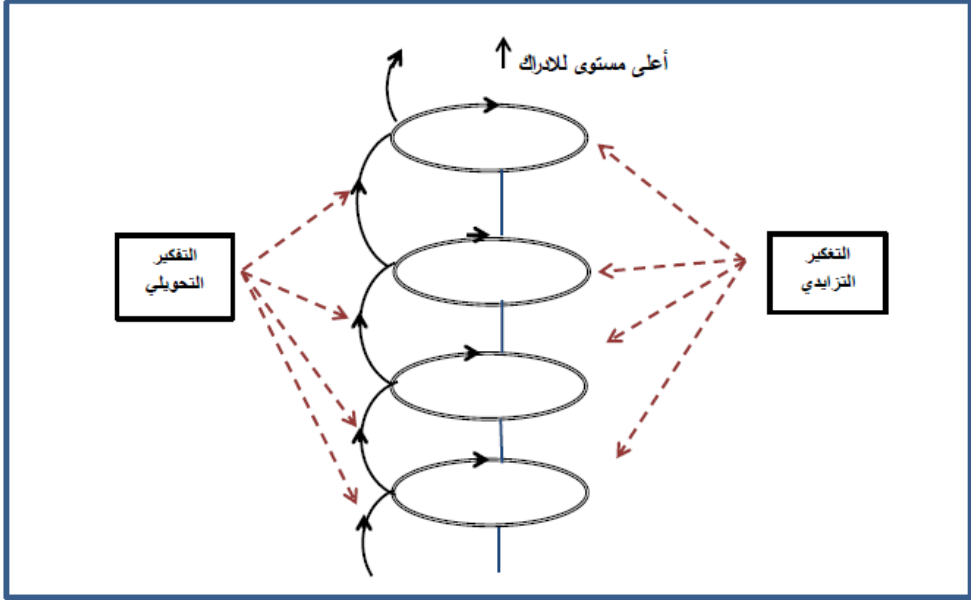 أعلى مستوى للادراك
التغكير
التزايدي
التفكير
التحويلي